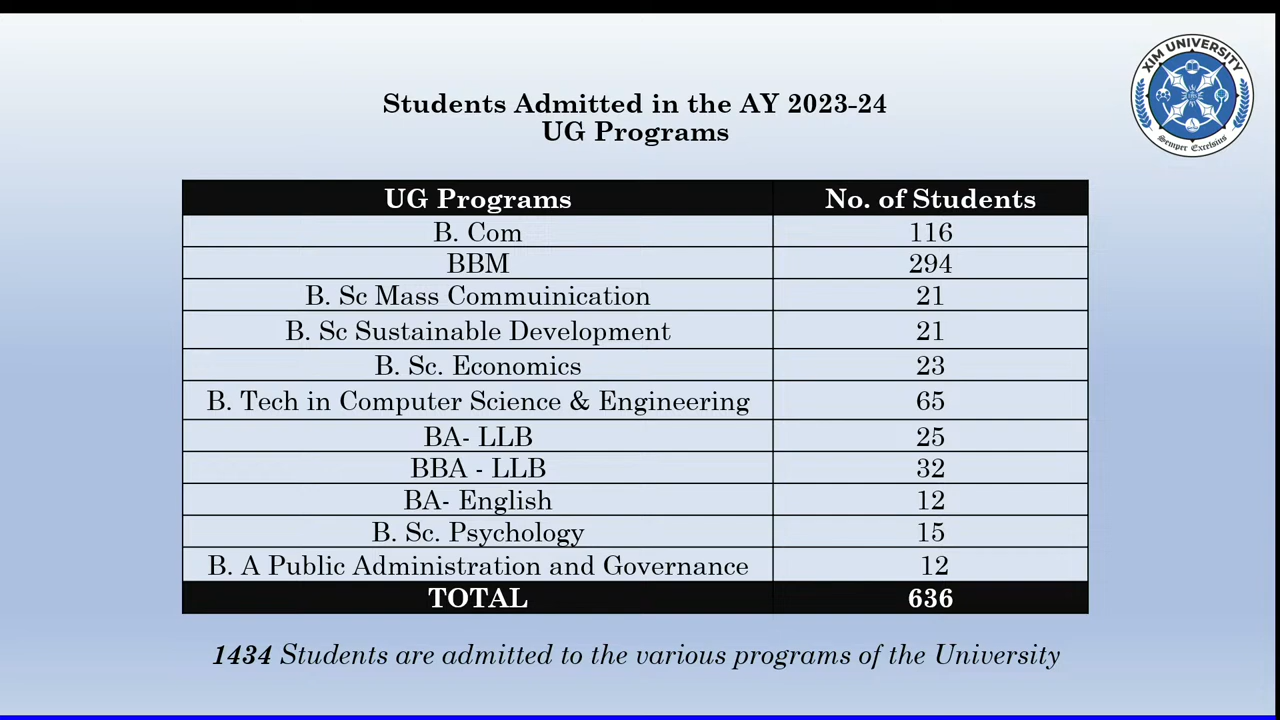 XIM UNIVERSITY
Semper Excelsius
Students Admitted in the AY 2023-24
UG Programs
UG Programs No. of Students
B. Com 116
BBM 294
B. Sc Mass Commuinication 21
B. Sc Sustainable Development 21
B. Sc. Economics 23
B. Tech in Computer Science & Engineering 65
BA- LLB 25
BBA - LLB 32
BA- English 12
B. Sc. Psychology 15
B. A Public Administration and Governance 12
TOTAL 636
1434 Students are admitted to the various programs of the University